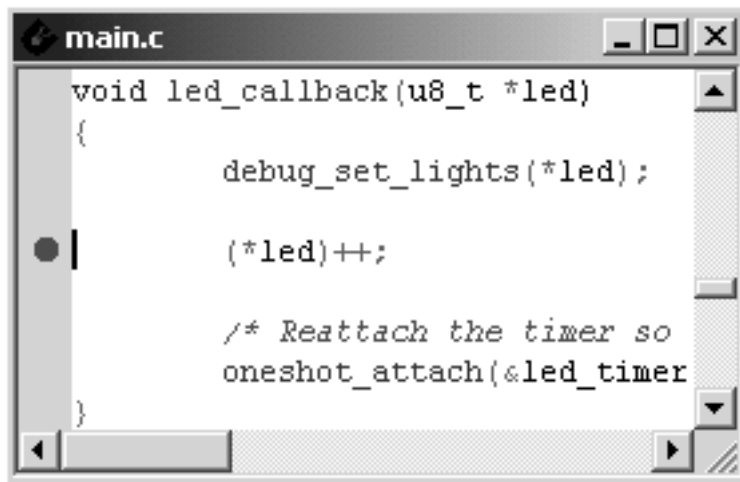 main.c
void led_callback(u8_t *led)
{
debug_set_lights(*led);
(*led)++;
/* Reattach the timer so
oneshot_attach(&led_timer
}